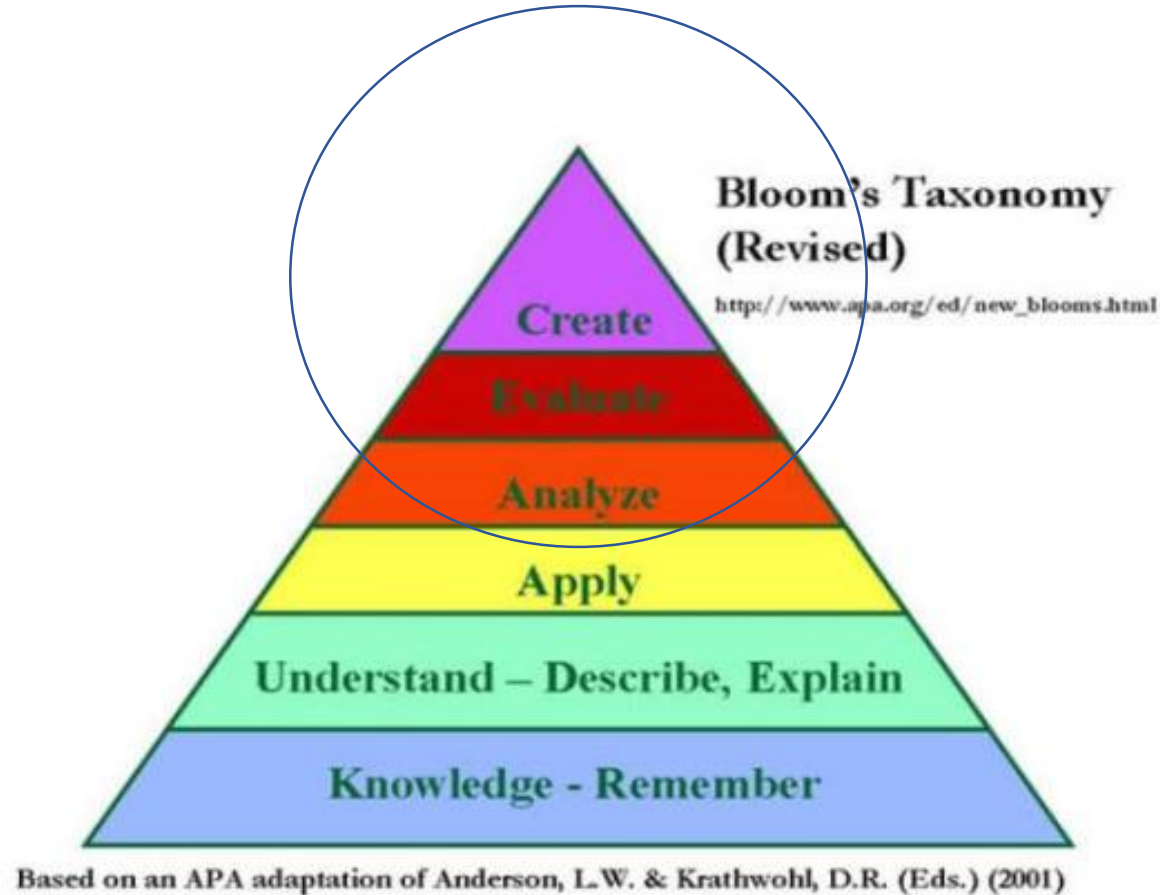 Bloom's Taxonomy
(Revised)
http://www.apa.org/ed/new_blooms.html
Create
Evaluate
Analyze
Apply
Understand – Describe, Explain
Knowledge - Remember
Based on an APA adaptation of Anderson, L.W. & Krathwohl, D.R. (Eds.) (2001)